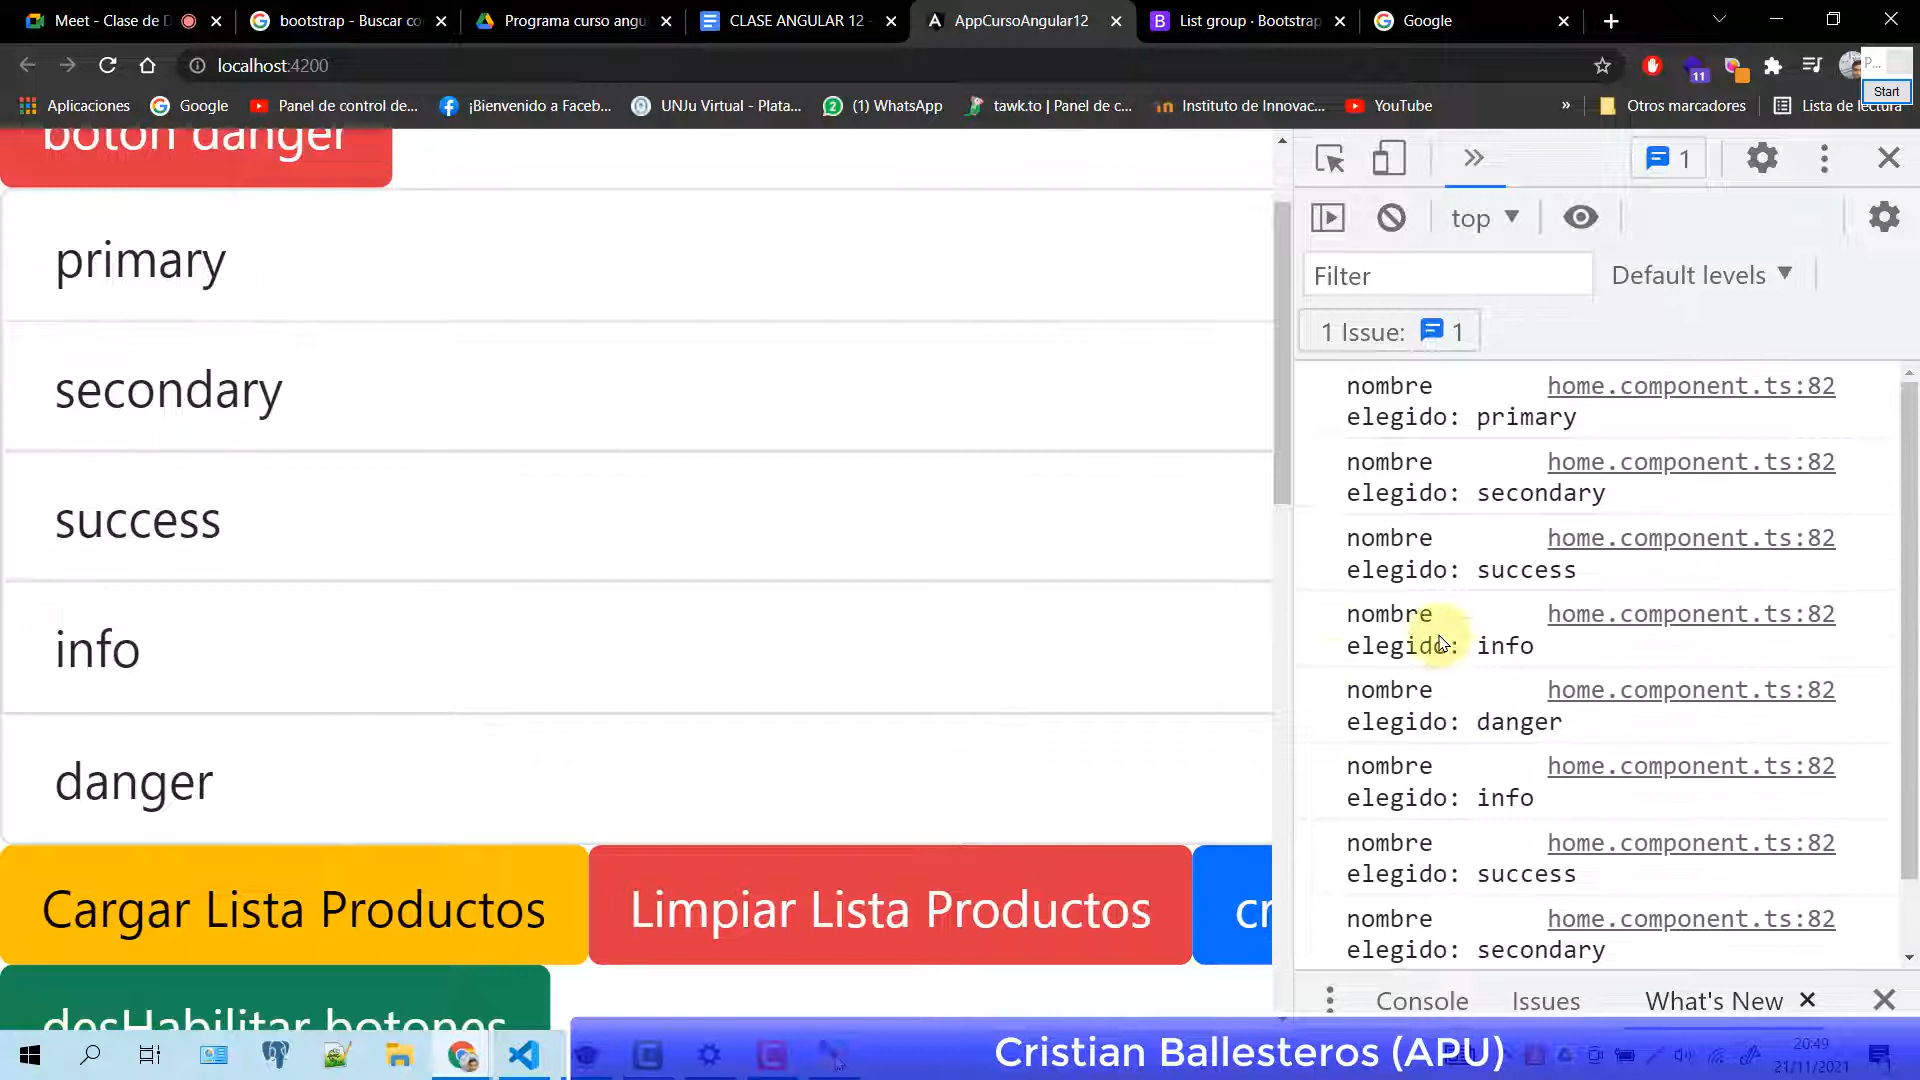 Meet - Clase de D
bootstrap - Buscar co
Programa curso angu
CLASE ANGULAR 12 -
AppCursoAngular12
List group · Bootstrap
Google
localhost:4200
11
P...
Start
Aplicaciones
Google
Panel de control de...
¡Bienvenido a Faceb...
UNJu Virtual - Plata...
(1) WhatsApp
tawk.to | Panel de c...
Instituto de Innovac...
YouTube
»
Otros marcadores
Lista de lectura
boton danger
primary
secondary
success
info
danger
Cargar Lista Productos
Limpiar Lista Productos
cr
desHabilitar botones
1
top
Filter
Default levels
1 Issue: 1
nombre home.component.ts:82
elegido: primary
nombre home.component.ts:82
elegido: secondary
nombre home.component.ts:82
elegido: success
nombre home.component.ts:82
elegido: info
nombre home.component.ts:82
elegido: danger
nombre home.component.ts:82
elegido: info
nombre home.component.ts:82
elegido: success
nombre home.component.ts:82
elegido: secondary
Console
Issues
What's New
Cristian Ballesteros (APU)
20:49
21/11/2021